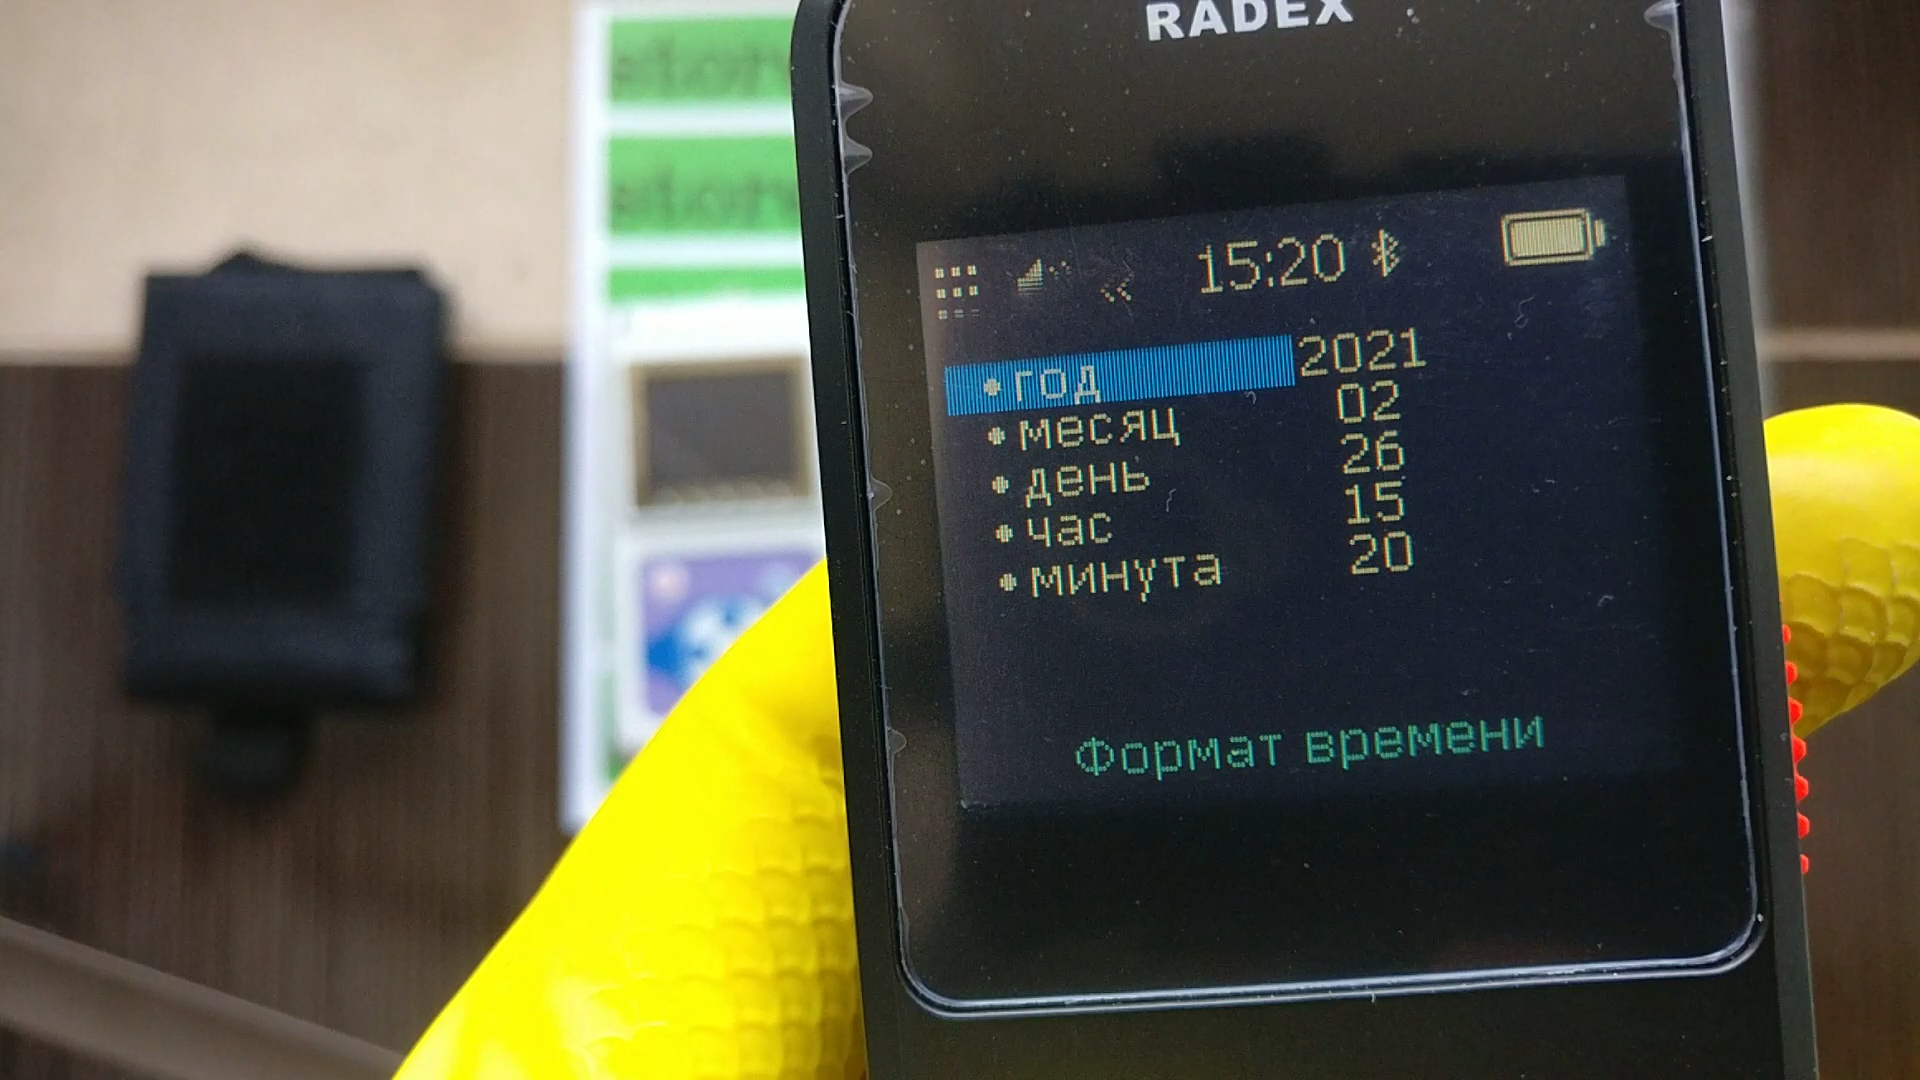 RADEX
15:20
год 2021
месяц 02
день 26
час 15
минута 20
Формат времени